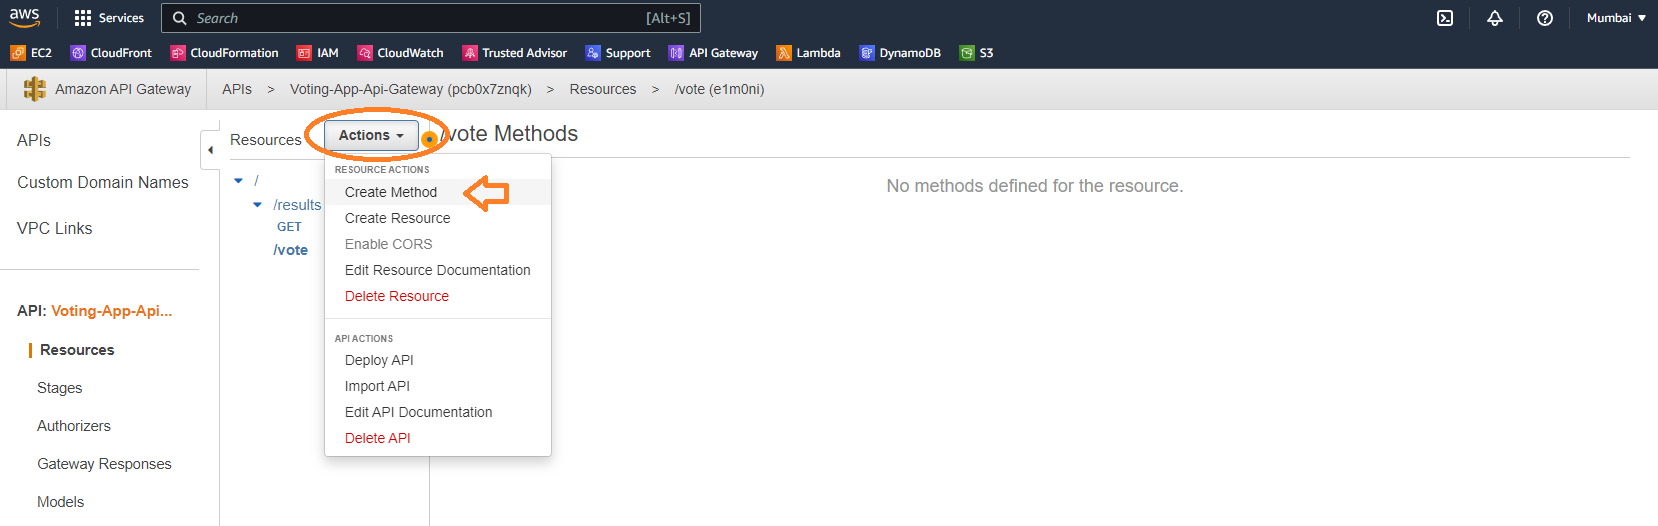 aws Services Search [Alt+S] Mumbai
EC2 CloudFront CloudFormation IAM CloudWatch Trusted Advisor Support API Gateway Lambda DynamoDB S3
Amazon API Gateway APIs > Voting-App-Api-Gateway (pcb0x7znqk) > Resources > /vote (e1m0ni)
APIs
Custom Domain Names
VPC Links
API: Voting-App-Api...
Resources
Stages
Authorizers
Gateway Responses
Models
Resources
Actions
/
/results
GET
/vote
RESOURCE ACTIONS
Create Method
Create Resource
Enable CORS
Edit Resource Documentation
Delete Resource
API ACTIONS
Deploy API
Import API
Edit API Documentation
Delete API
/vote Methods
No methods defined for the resource.